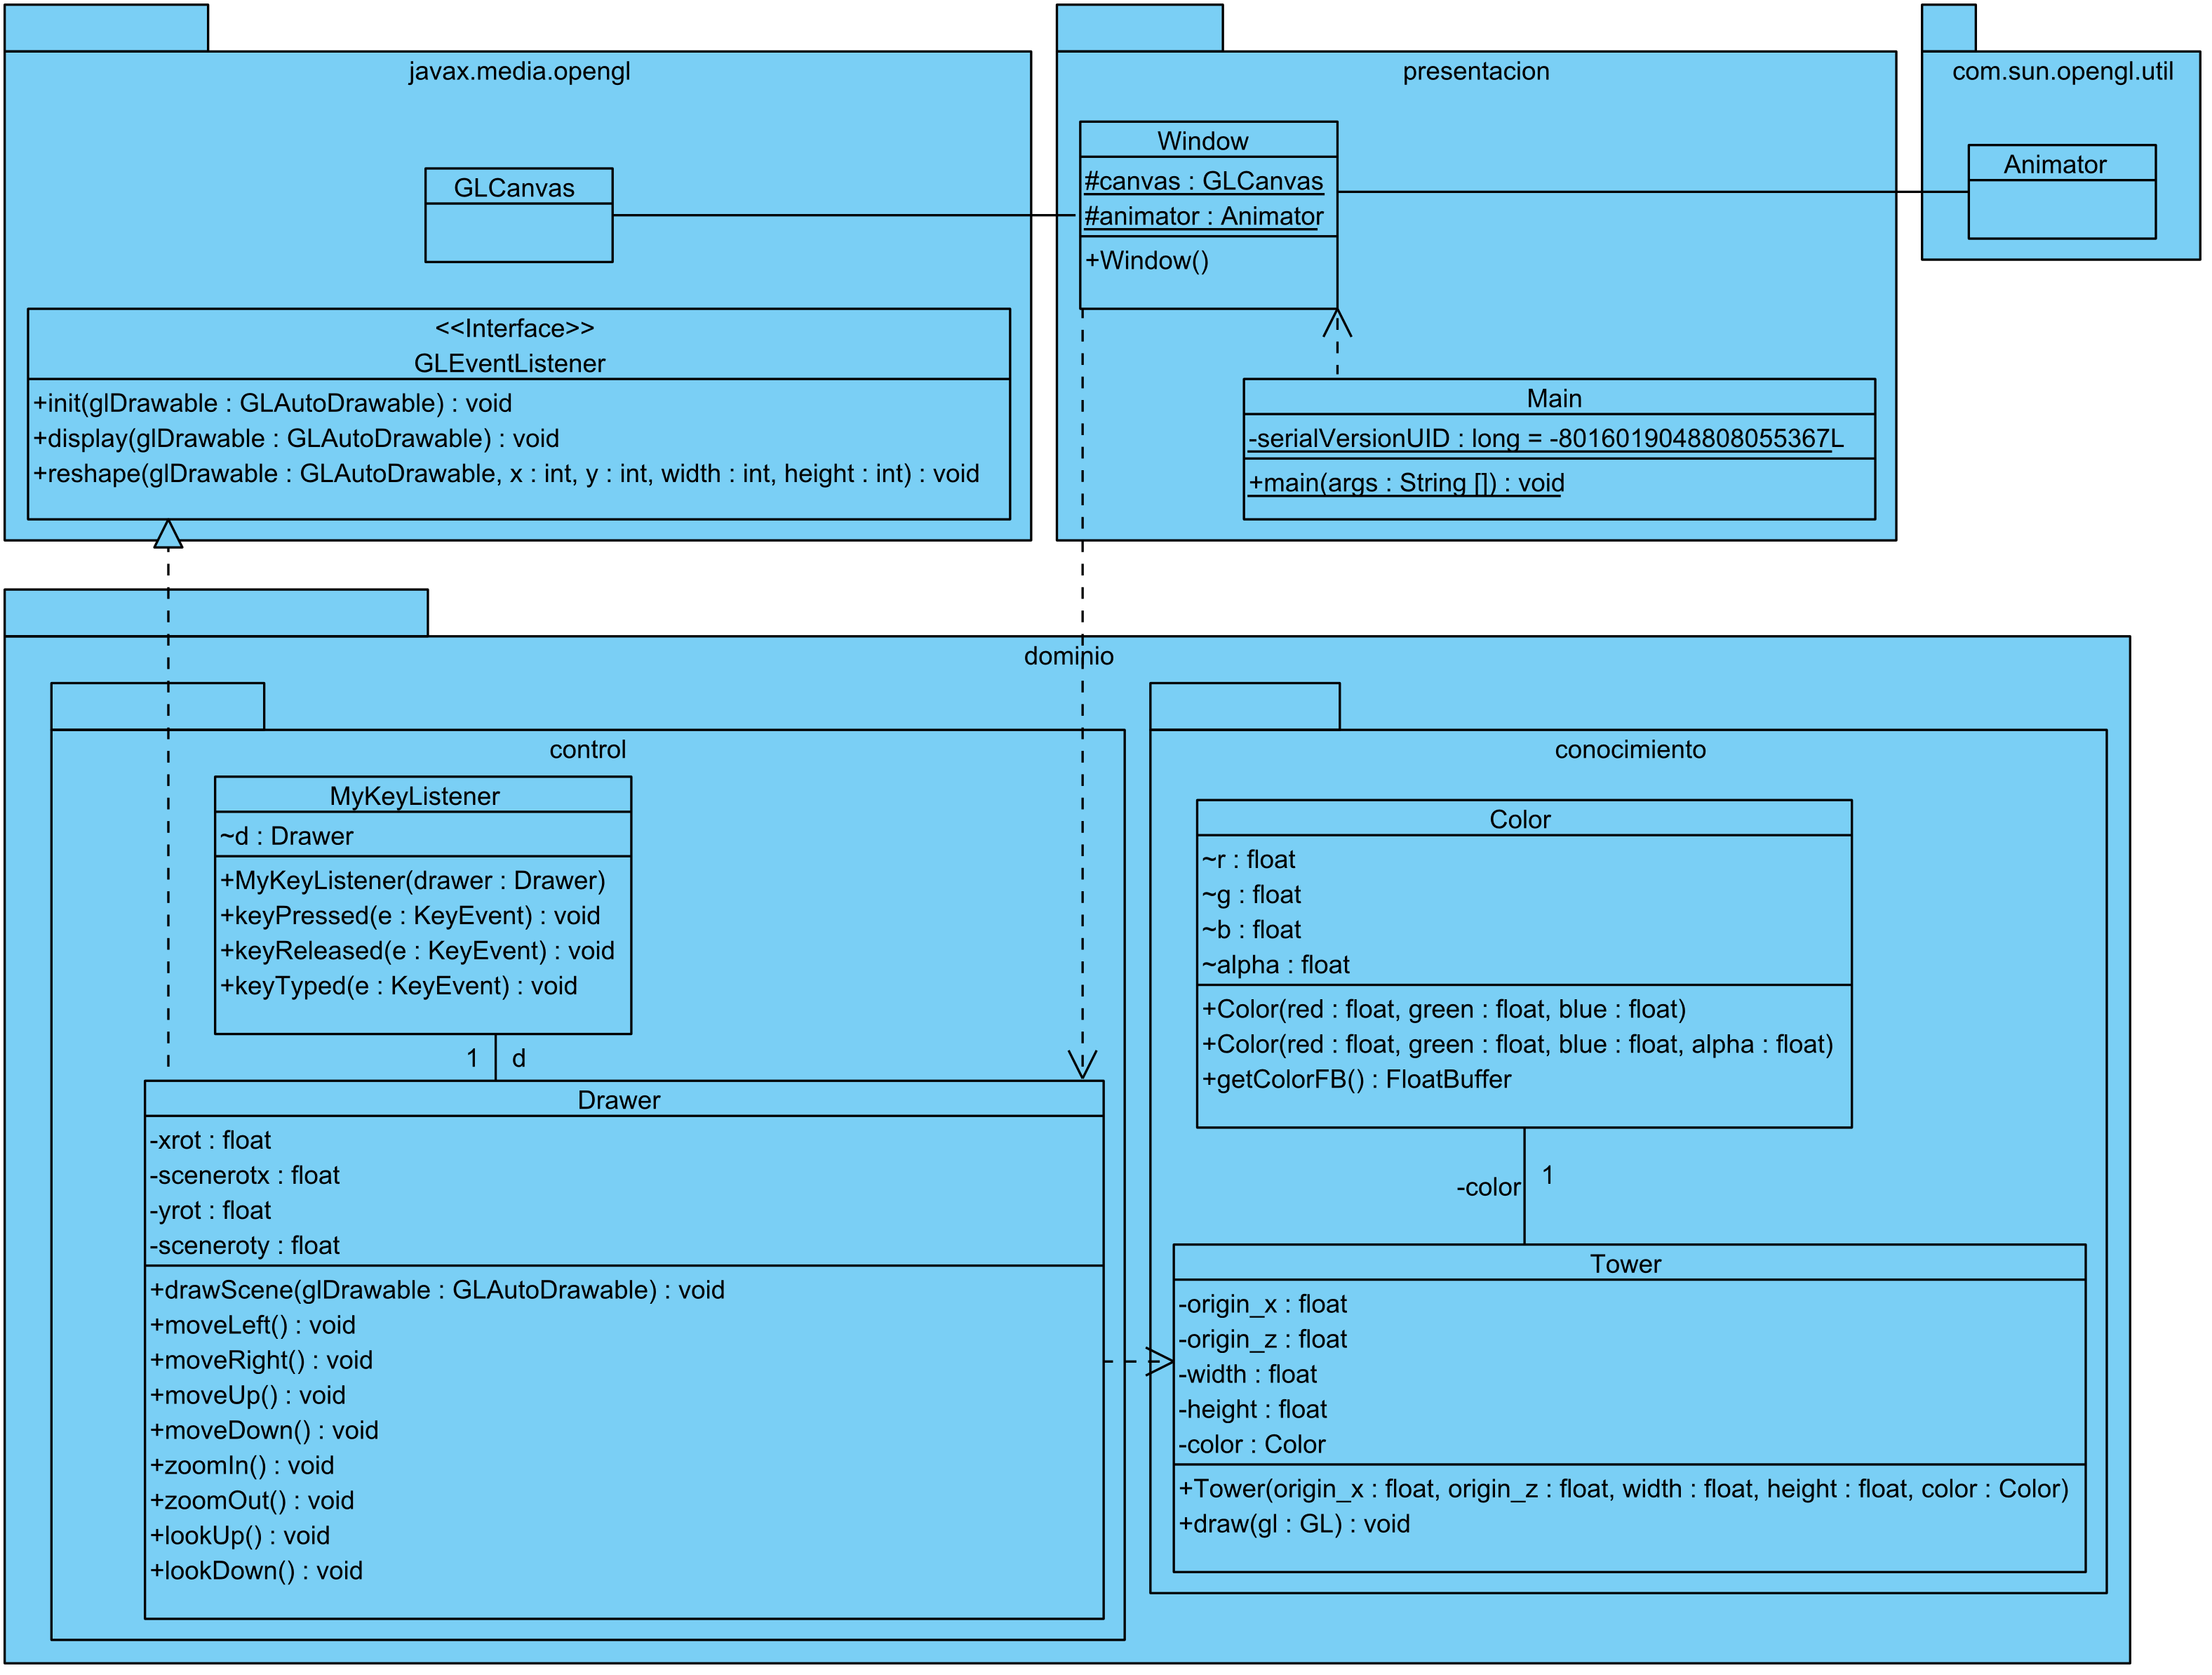 javax.media.opengl
GLCanvas
<<Interface>>
GLEventListener
+init(glDrawable : GLAutoDrawable) : void
+display(glDrawable : GLAutoDrawable) : void
+reshape(glDrawable : GLAutoDrawable, x : int, y : int, width : int, height : int) : void
presentacion
Window
#canvas : GLCanvas
#animator : Animator
+Window()
Main
-serialVersionUID : long = -8016019048808055367L
+main(args : String []) : void
com.sun.opengl.util
Animator
dominio
control
MyKeyListener
~d : Drawer
+MyKeyListener(drawer : Drawer)
+keyPressed(e : KeyEvent) : void
+keyReleased(e : KeyEvent) : void
+keyTyped(e : KeyEvent) : void
1 d
Drawer
-xrot : float
-scenerotx : float
-yrot : float
-sceneroty : float
+drawScene(glDrawable : GLAutoDrawable) : void
+moveLeft() : void
+moveRight() : void
+moveUp() : void
+moveDown() : void
+zoomIn() : void
+zoomOut() : void
+lookUp() : void
+lookDown() : void
conocimiento
Color
~r : float
~g : float
~b : float
~alpha : float
+Color(red : float, green : float, blue : float)
+Color(red : float, green : float, blue : float, alpha : float)
+getColorFB() : FloatBuffer
-color 1
Tower
-origin_x : float
-origin_z : float
-width : float
-height : float
-color : Color
+Tower(origin_x : float, origin_z : float, width : float, height : float, color : Color)
+draw(gl : GL) : void